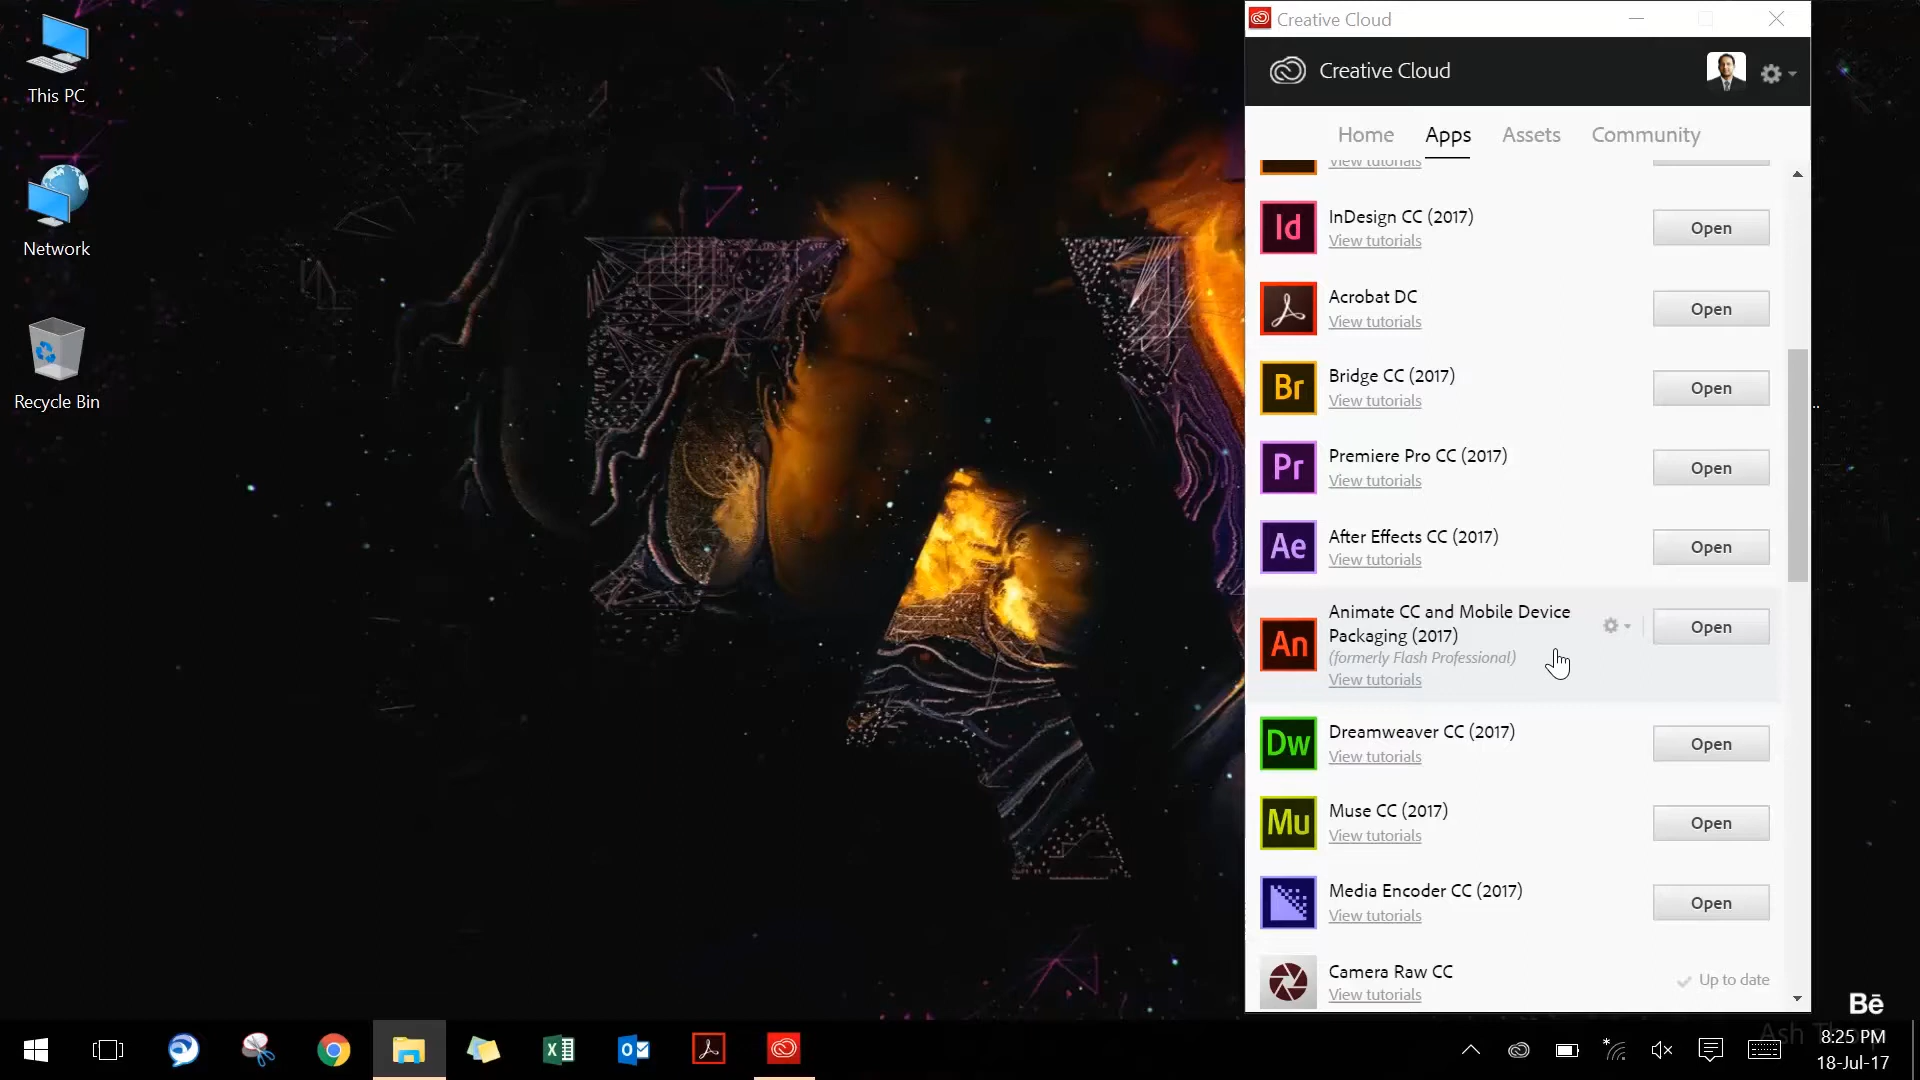 This PC
Network
Recycle Bin
Creative Cloud
Creative Cloud
Home Apps Assets Community
View tutorials
Id InDesign CC (2017) Open
View tutorials
Acrobat DC Open
View tutorials
Br Bridge CC (2017) Open
View tutorials
Pr Premiere Pro CC (2017) Open
View tutorials
Ae After Effects CC (2017) Open
View tutorials
An Animate CC and Mobile Device
Packaging (2017) Open
(formerly Flash Professional)
View tutorials
Dw Dreamweaver CC (2017) Open
View tutorials
Mu Muse CC (2017) Open
View tutorials
Media Encoder CC (2017) Open
View tutorials
Camera Raw CC Up to date
View tutorials
Bē
Ash
8:25 PM
18-Jul-17